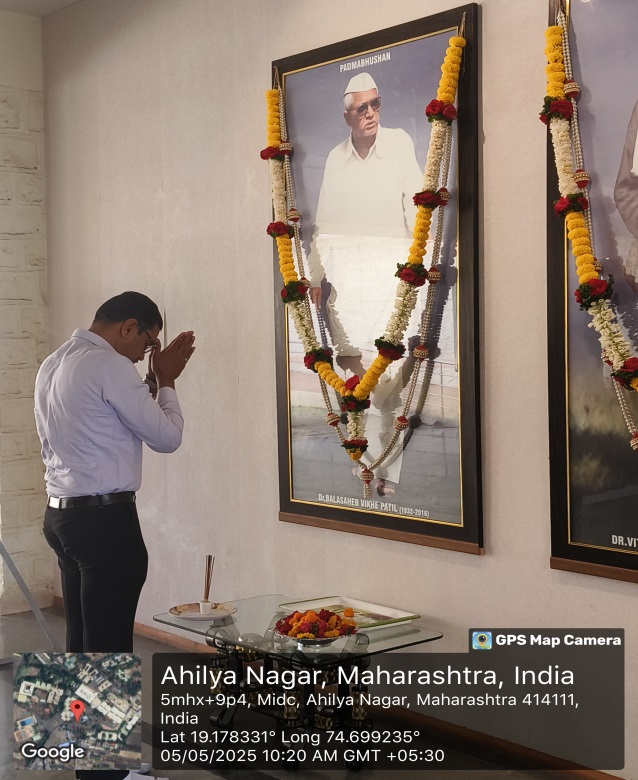 PADMABHUSHAN
Dr.BALASAHEB VIKHE PATIL (1932-2016)
DR.VIT
GPS Map Camera
Ahilya Nagar, Maharashtra, India
5mhx+9p4, Midc, Ahilya Nagar, Maharashtra 414111,
India
Lat 19.178331° Long 74.699235°
05/05/2025 10:20 AM GMT +05:30
Google